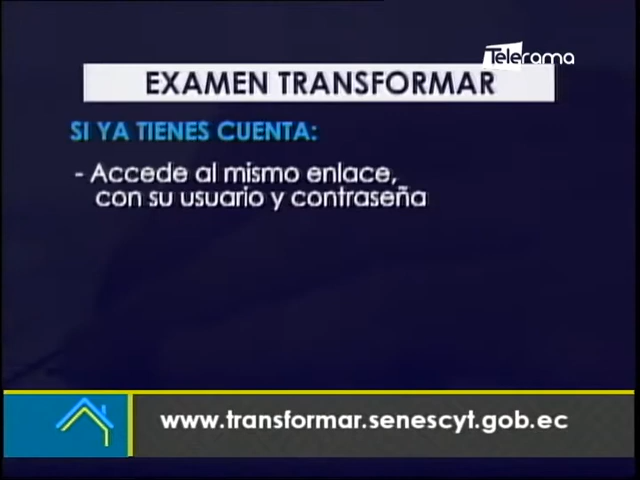 Telerama
EXAMEN TRANSFORMAR
SI YA TIENES CUENTA:
- Accede al mismo enlace,
con su usuario y contraseña
www.transformar.senescyt.gob.ec